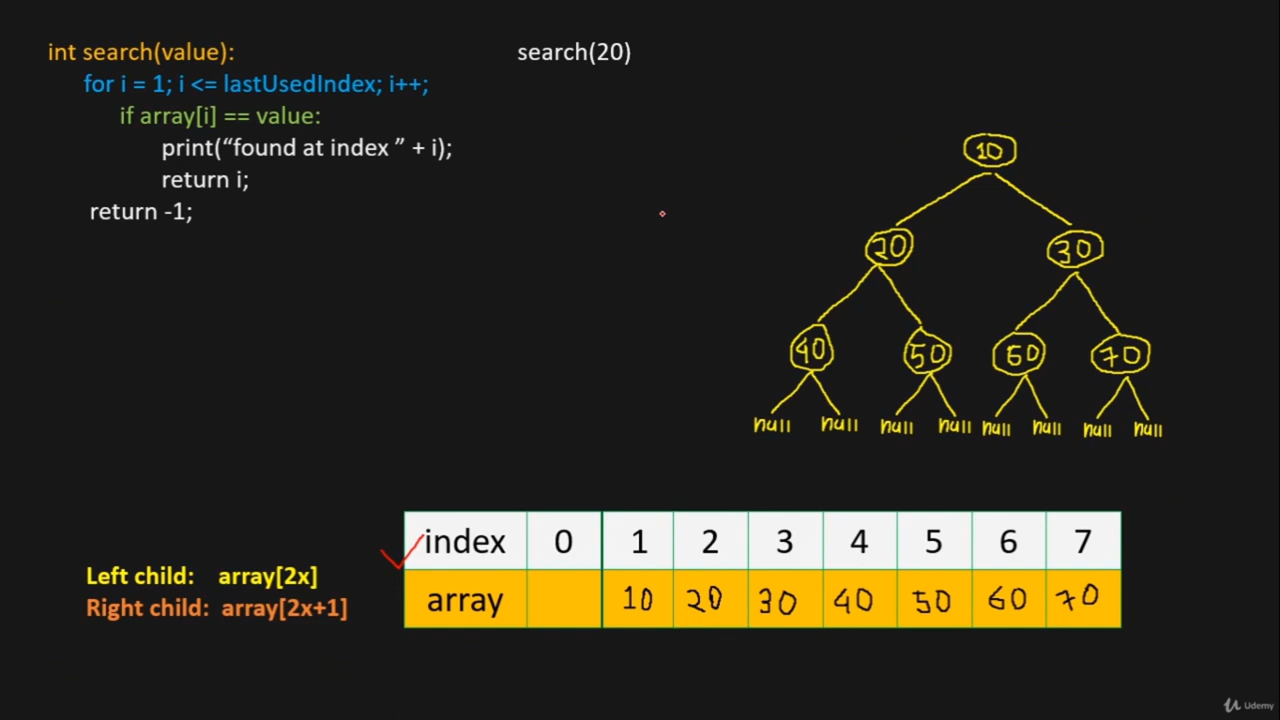 int search(value):
for i = 1; i <= lastUsedIndex; i++;
if array[i] == value:
print(“found at index ” + i);
return i;
return -1;
search(20)
10
20 30
40 50 60 70
null null null null null null null null
Left child: array[2x]
Right child: array[2x+1]
index 0 1 2 3 4 5 6 7
array 10 20 30 40 50 60 70
Udemy